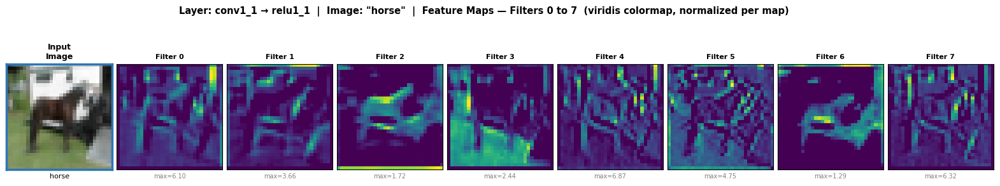 Layer: conv1_1 → relu1_1 | Image: "horse" | Feature Maps — Filters 0 to 7 (viridis colormap, normalized per map)
Input
Image
Filter 0
Filter 1
Filter 2
Filter 3
Filter 4
Filter 5
Filter 6
Filter 7
horse
max=6.10
max=3.66
max=1.72
max=2.44
max=6.87
max=4.75
max=1.29
max=6.32